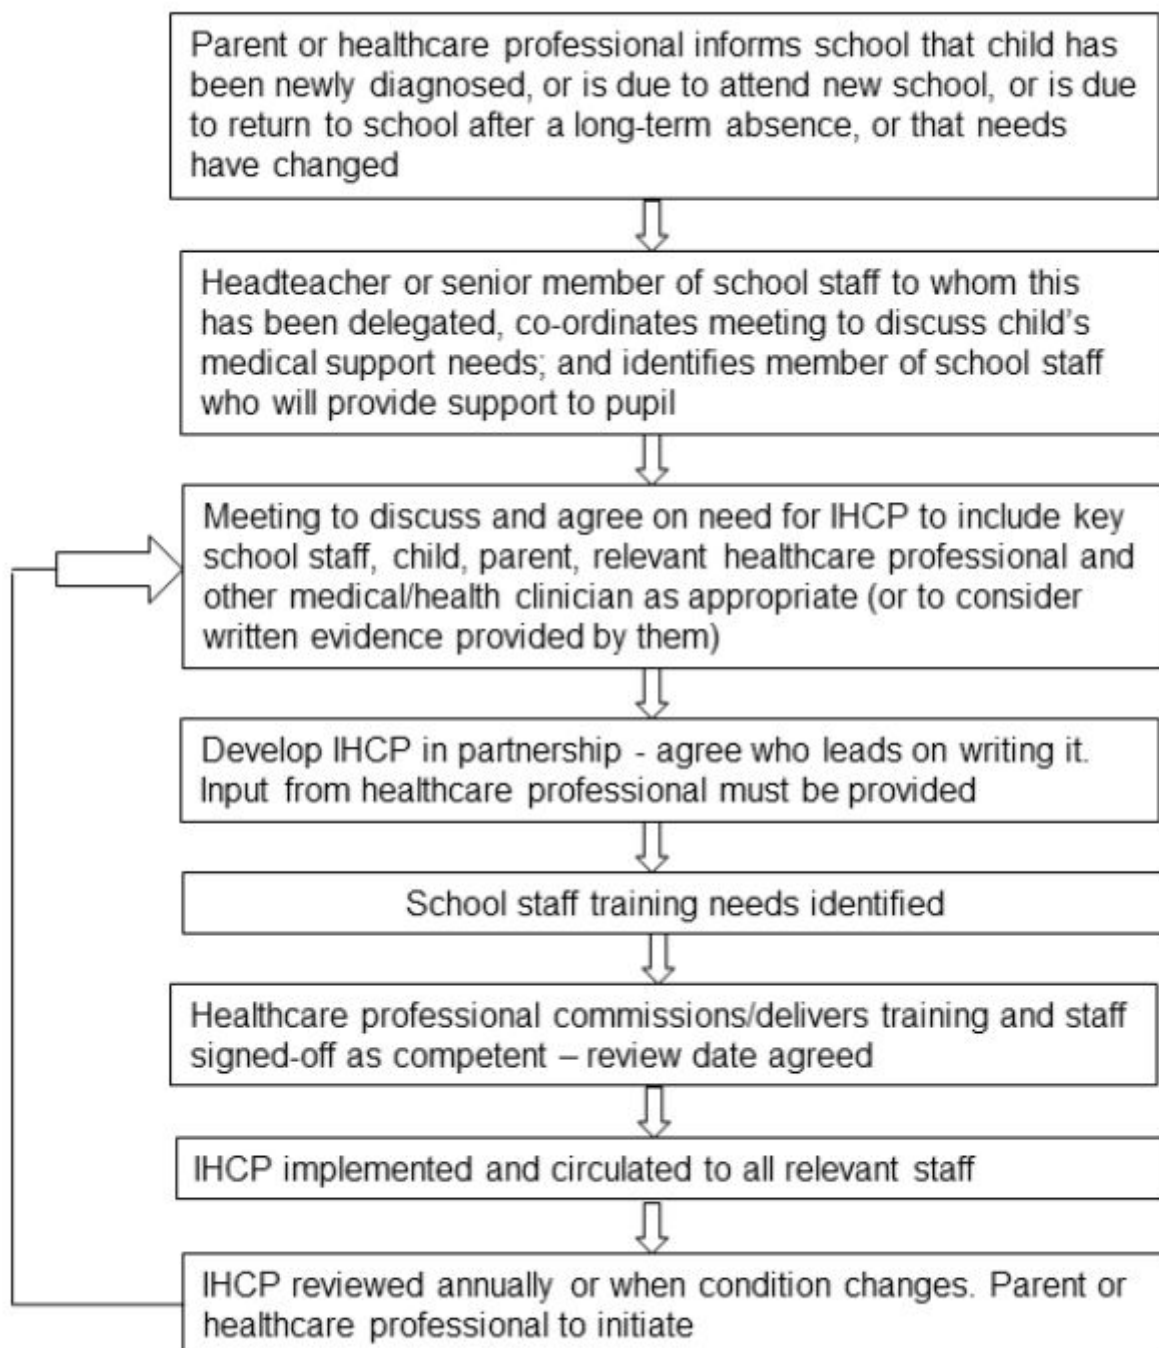 Parent or healthcare professional informs school that child has
been newly diagnosed, or is due to attend new school, or is due
to return to school after a long-term absence, or that needs
have changed
Headteacher or senior member of school staff to whom this
has been delegated, co-ordinates meeting to discuss child's
medical support needs; and identifies member of school staff
who will provide support to pupil
Meeting to discuss and agree on need for IHCP to include key
school staff, child, parent, relevant healthcare professional and
other medical/health clinician as appropriate (or to consider
written evidence provided by them)
Develop IHCP in partnership - agree who leads on writing it.
Input from healthcare professional must be provided
School staff training needs identified
Healthcare professional commissions/delivers training and staff
signed-off as competent – review date agreed
IHCP implemented and circulated to all relevant staff
IHCP reviewed annually or when condition changes. Parent or
healthcare professional to initiate